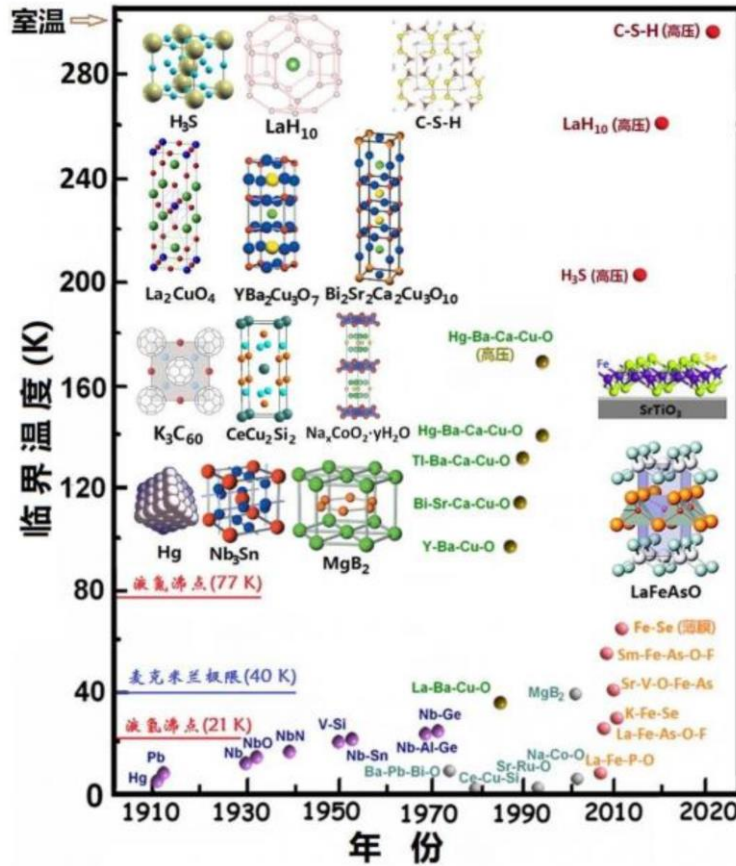 室温
C-S-H (高压)
280
H₃S
LaH₁₀
C-S-H
LaH₁₀ (高压)
240
H₃S (高压)
200
La₂CuO₄
YBa₂Cu₃O₇
Bi₂Sr₂Ca₂Cu₃O₁₀
Hg-Ba-Ca-Cu-O
(高压)
Fe
Se
SrTiO₃
160
K₃C₆₀
CeCu₂Si₂
NaₓCoO₂·yH₂O
Hg-Ba-Ca-Cu-O
Tl-Ba-Ca-Cu-O
120
Bi-Sr-Ca-Cu-O
Hg
Nb₃Sn
MgB₂
Y-Ba-Cu-O
LaFeAsO
液氮沸点(77 K)
80
Fe-Se (薄膜)
Sm-Fe-As-O-F
麦克米兰极限(40 K)
40
La-Ba-Cu-O
MgB₂
Sr-V-O-Fe-As
K-Fe-Se
La-Fe-As-O-F
液氢沸点(21 K)
20
Pb
Hg
Nb
NbO
NbN
V-Si
Nb-Sn
Nb-Ge
Nb-Al-Ge
Ba-Pb-Bi-O
Ce-Cu-Si
Sr-Ru-O
Na-Co-O
La-Fe-P-O
0
临界温度 (K)
1910
1930
1950
1970
1990
2000
2010
2020
年 份